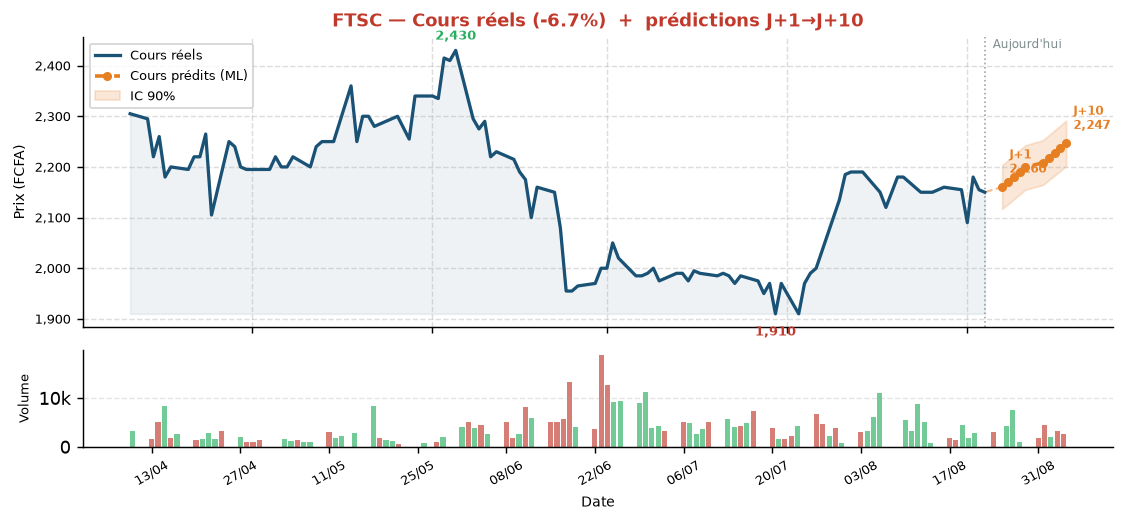 FTSC — Cours réels (-6.7%)  +  prédictions J+1→J+10
2,430
Aujourd'hui
Cours réels
Cours prédits (ML)
IC 90%
J+10
2,247
J+1
2,160
2,400
2,300
2,200
2,100
2,000
1,900
Prix (FCFA)
1,910
Volume
10k
0
13/04
27/04
11/05
25/05
08/06
22/06
06/07
20/07
03/08
17/08
31/08
Date